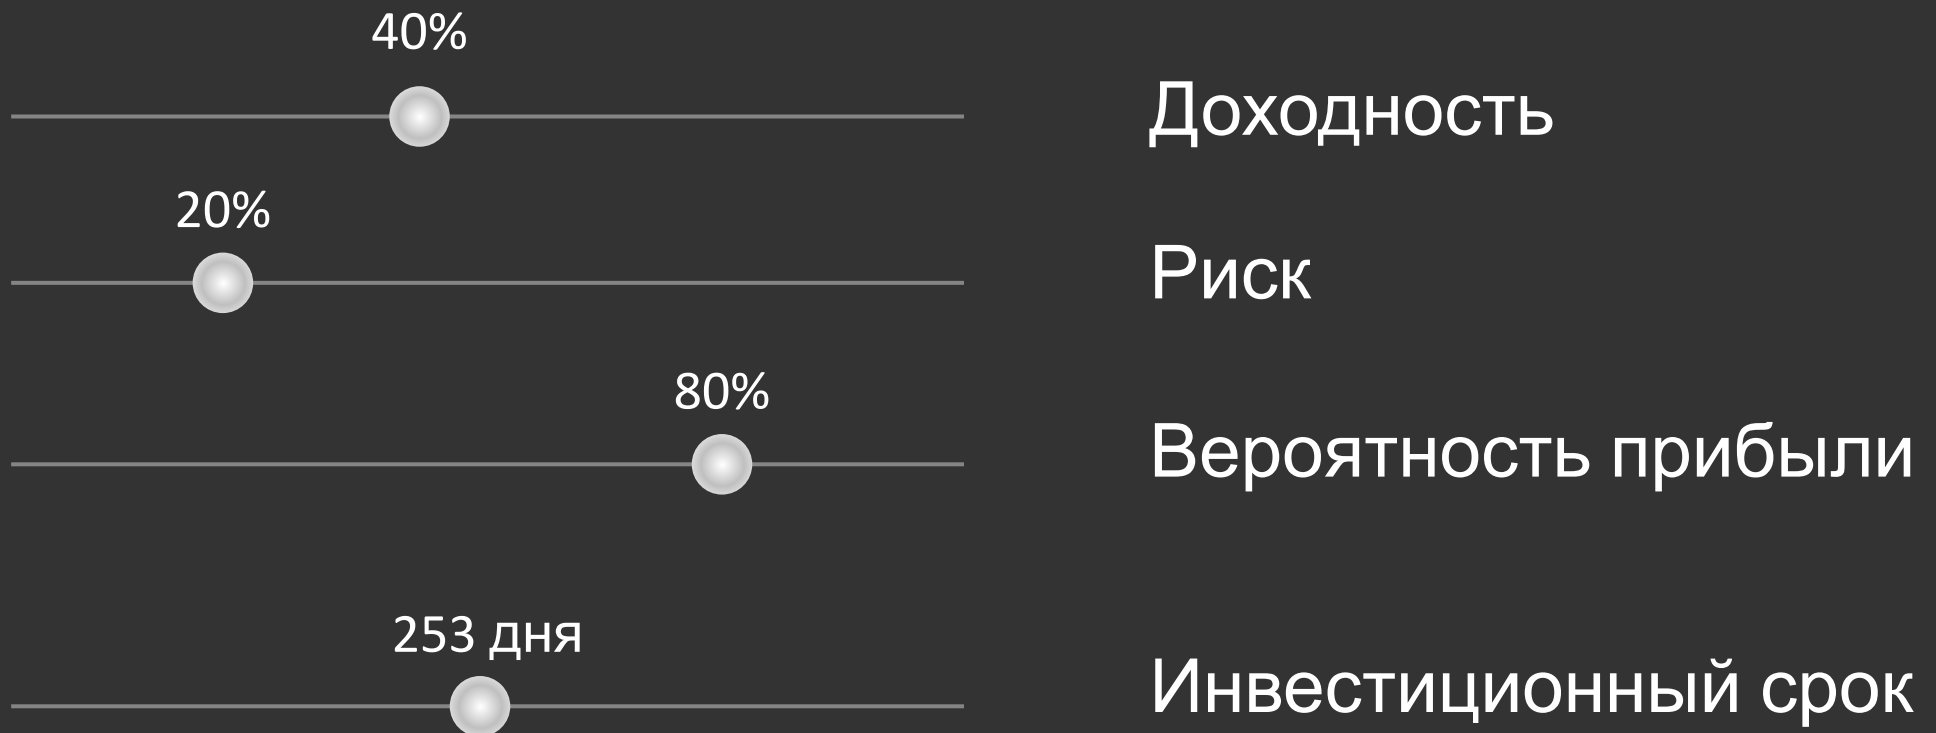 40%
Доходность
20%
Риск
80%
Вероятность прибыли
253 дня
Инвестиционный срок